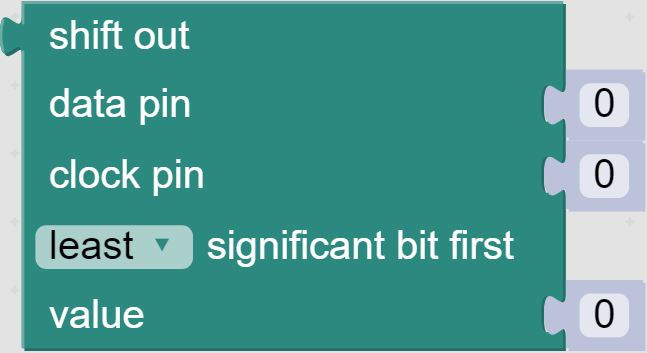 shift out
data pin 0
clock pin 0
least ▼ significant bit first
value 0